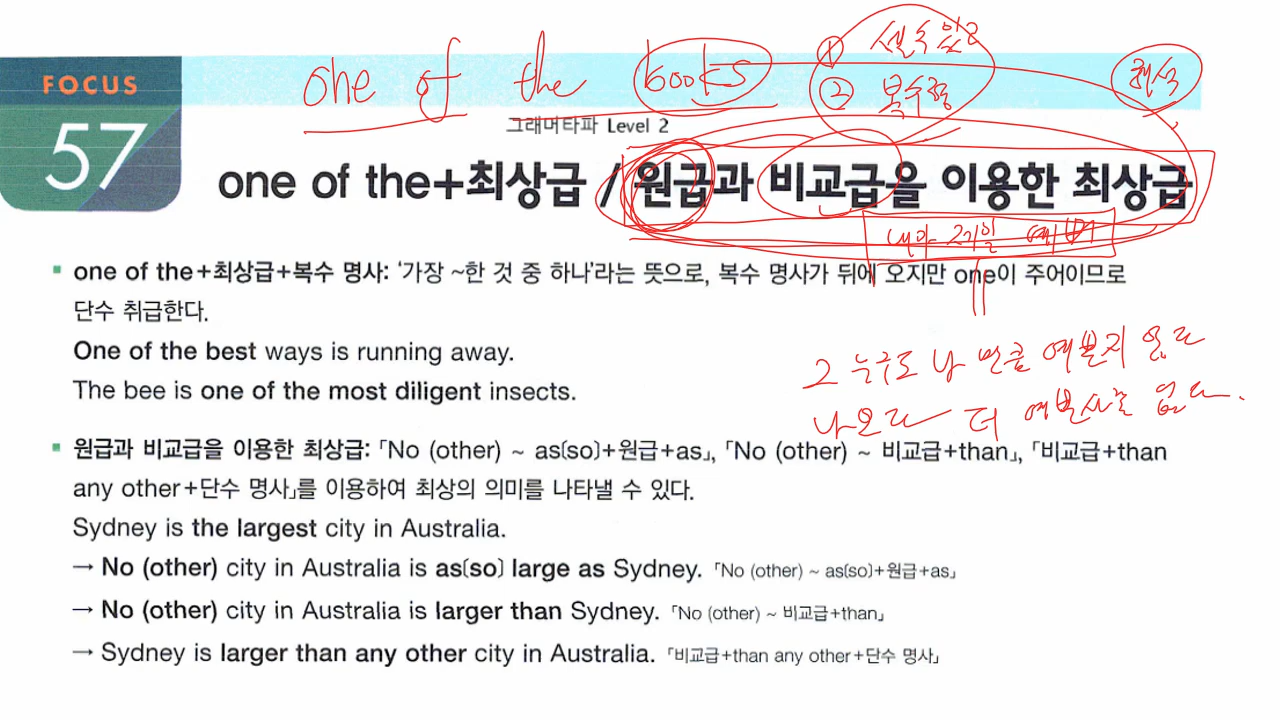 one of the books
① 셀 수 있고
② 복수형
핵심
FOCUS
57
그래머타파 Level 2
one of the+최상급 / 원급과 비교급을 이용한 최상급
내가 제일 예뻐
▪ one of the+최상급+복수 명사: ‘가장 ~한 것 중 하나’라는 뜻으로, 복수 명사가 뒤에 오지만 one이 주어이므로
단수 취급한다.
One of the best ways is running away.
The bee is one of the most diligent insects.
그 누구도 나 만큼 예쁘지 않다
나보다 더 예쁜사람은 없다.
▪ 원급과 비교급을 이용한 최상급: 「No (other) ~ as(so)+원급+as」, 「No (other) ~ 비교급+than」, 「비교급+than
any other+단수 명사」를 이용하여 최상의 의미를 나타낼 수 있다.
Sydney is the largest city in Australia.
→ No (other) city in Australia is as(so) large as Sydney. 「No (other) ~ as(so)+원급+as」
→ No (other) city in Australia is larger than Sydney. 「No (other) ~ 비교급+than」
→ Sydney is larger than any other city in Australia. 「비교급+than any other+단수 명사」